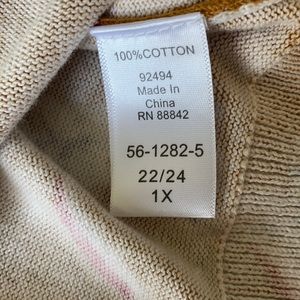 100%COTTON
92494
Made In
China
RN 88842
56-1282-5
22/24
1X